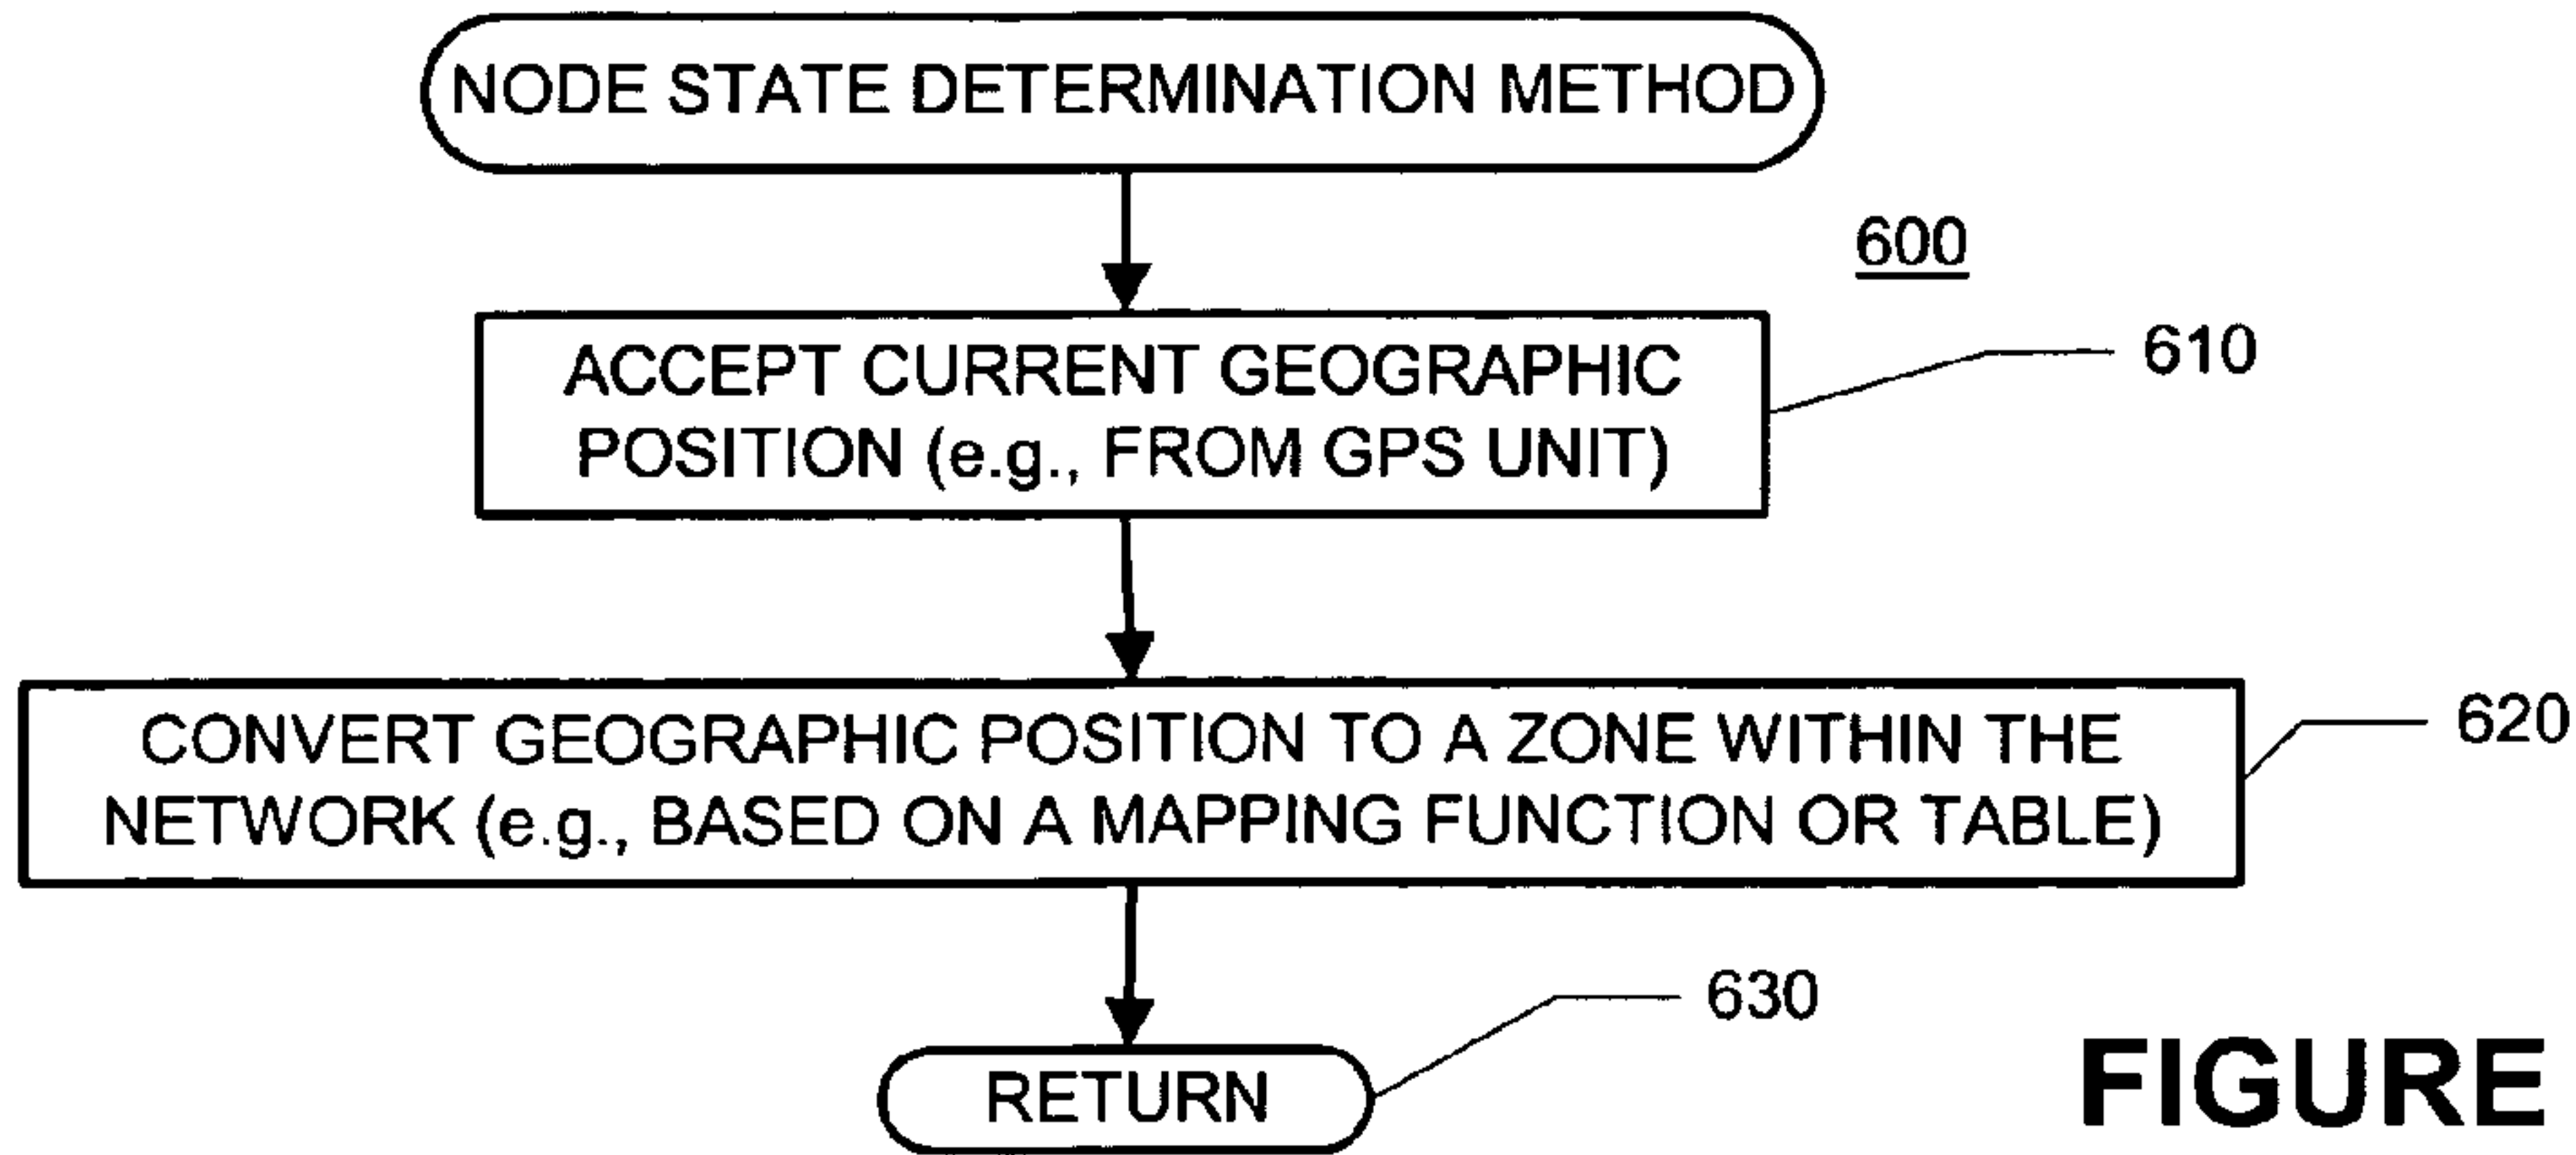 NODE STATE DETERMINATION METHOD
600
ACCEPT CURRENT GEOGRAPHIC
POSITION (e.g., FROM GPS UNIT)
610
CONVERT GEOGRAPHIC POSITION TO A ZONE WITHIN THE
NETWORK (e.g., BASED ON A MAPPING FUNCTION OR TABLE)
620
RETURN
630
FIGURE